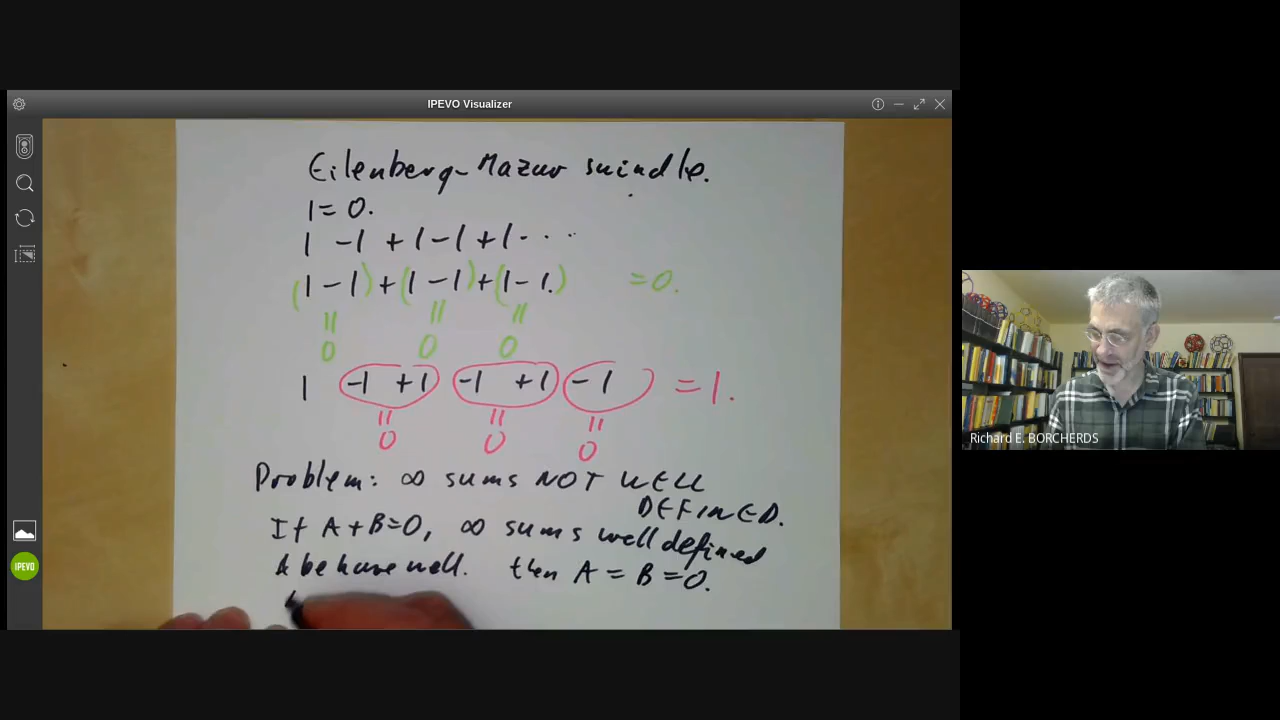 IPEVO Visualizer
Eilenberg-Mazur swindle.
1 = 0.
1 -1 + 1 - 1 + 1 - . . .
(1 - 1) + (1 - 1) + (1 - 1.) = 0.
= = =
0 0 0
1 -1 +1 -1 +1 -1 = 1.
= = =
0 0 0
Problem: ∞ sums NOT WELL
DEFINED.
If A + B = 0, ∞ sums well defined
& behave well. then A = B = 0.
IPEVO
Richard E. BORCHERDS